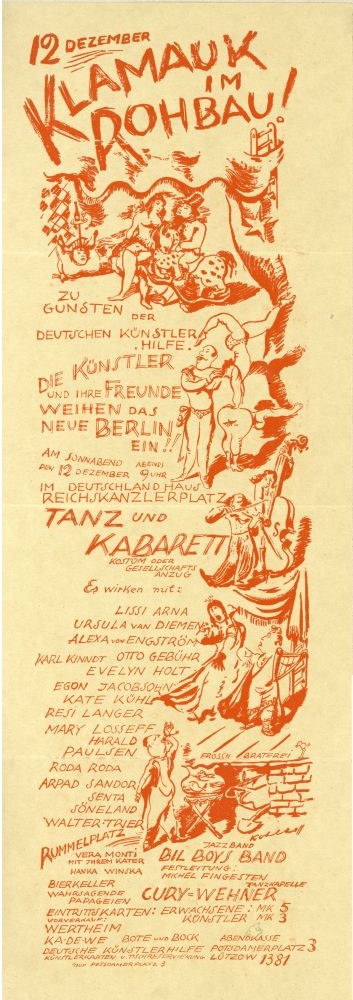 12 DEZEMBER
KLAMAUK
IM
ROHBAU!
ZU
GUNSTEN DER
DEUTSCHEN KÜNSTLER
HILFE.
DIE KÜNSTLER
UND IHRE FREUNDE
WEIHEN DAS
NEUE BERLIN
EIN!!
AM SONNABEND ABENDS
DEN 12 DEZEMBER 9 UHR
IM DEUTSCHLAND HAUS
REICHSKANZLERPLATZ
TANZ UND
KABARETT
KOSTÜM ODER
GESELLSCHAFTS
ANZUG
Es wirken mit:
LISSI ARNA
URSULA VAN DIEMEN
ALEXA VON ENGSTRÖM
KARL KINNDT OTTO GEBÜHR
EVELYN HOLT
EGON JACOBSOHN
KATE KÜHL
RESI LANGER
MARY LOSSEFF
HARALD
PAULSEN
RODA RODA
ARPAD SANDOR
SENTA
SÖNELAND
WALTER TRIER
FROSCH BRATEREI
RUMMELPLATZ
VERA MONTI
MIT IHREM KATER
HANKA WINSKA
BIERKELLER
WAHRSAGENDE
PAPAGEIEN
JAZZBAND
BIL BOYS BAND
FESTLEITUNG:
MICHEL FINGESTEN
TANZKAPELLE
CURY=WEHNER
EINTRITTSKARTEN: ERWACHSENE: MK 5
VORVERKAUF: KÜNSTLER MK 3
WERTHEIM
KA-DE-WE BOTE UND BOCK ABENDKASSE
DEUTSCHE KÜNSTLERHILFE POTSDAMERPLATZ 3
KÜNSTLERKARTEN U. TISCHRESERVIERUNG LÜTZOW 1381
NUR POTSDAMERPLATZ 3